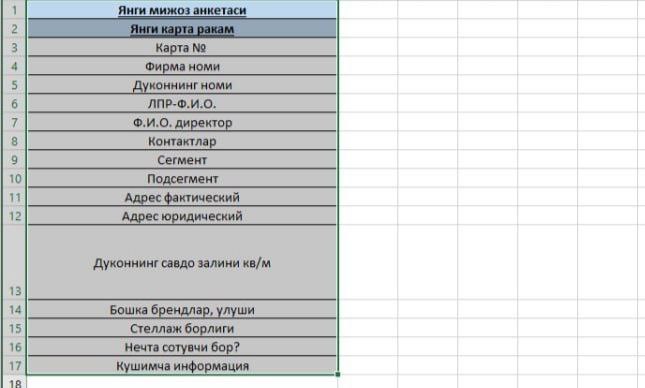 1 Янги мижоз анкетаси
2 Янги карта ракам
3 Карта №
4 Фирма номи
5 Дуконнинг номи
6 ЛПР-Ф.И.О.
7 Ф.И.О. директор
8 Контактлар
9 Сегмент
10 Подсегмент
11 Адрес фактический
12 Адрес юридический
13 Дуконнинг савдо залини кв/м
14 Бошка брендлар, улуши
15 Стеллаж борлиги
16 Нечта сотувчи бор?
17 Кушимча информация
18